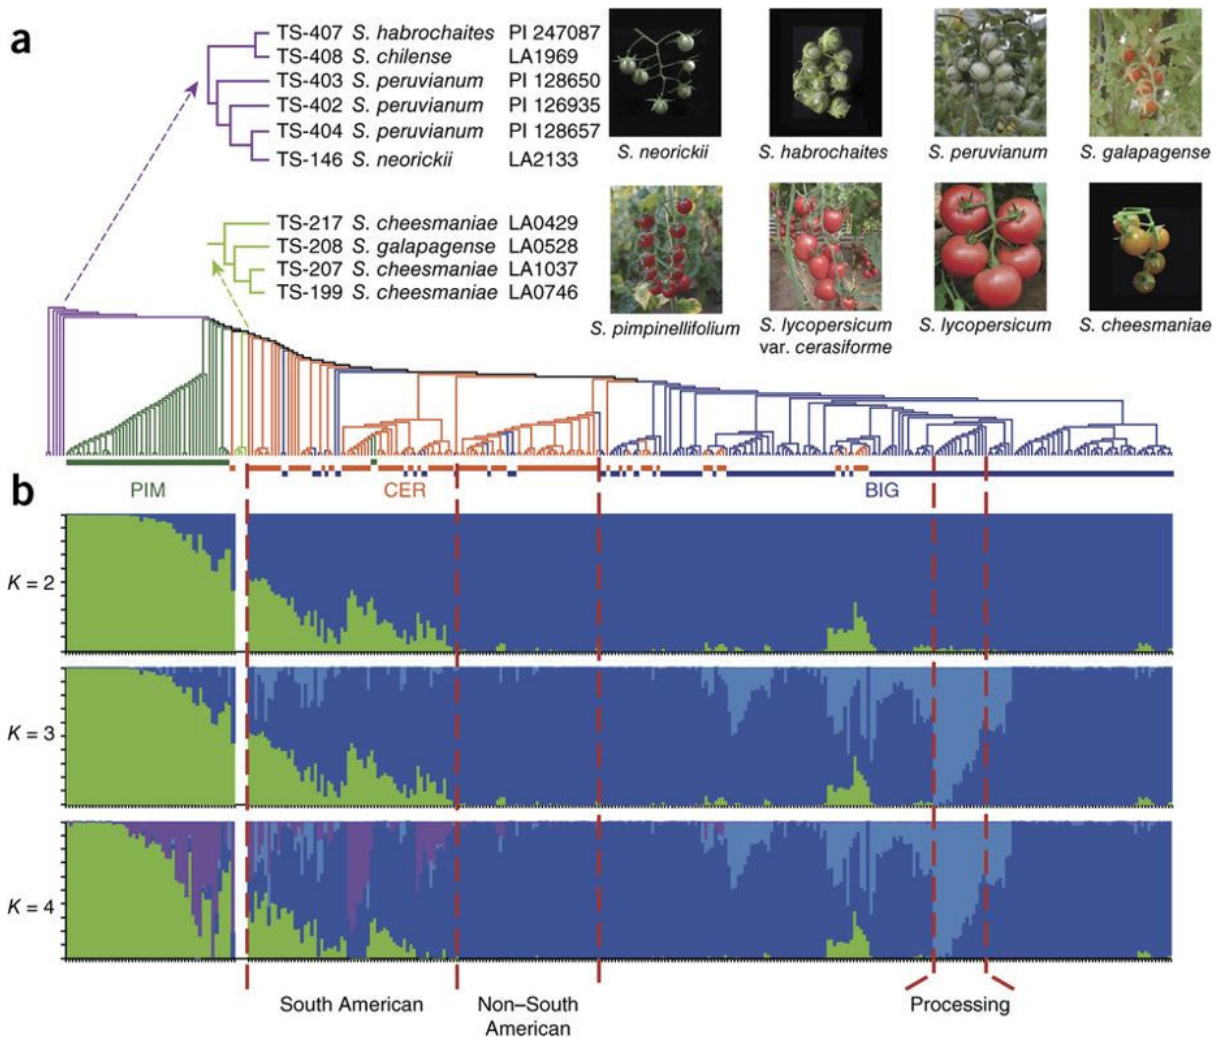 a
TS-407 S. habrochaites PI 247087
TS-408 S. chilense LA1969
TS-403 S. peruvianum PI 128650
TS-402 S. peruvianum PI 126935
TS-404 S. peruvianum PI 128657
TS-146 S. neorickii LA2133
TS-217 S. cheesmaniae LA0429
TS-208 S. galapagense LA0528
TS-207 S. cheesmaniae LA1037
TS-199 S. cheesmaniae LA0746
S. neorickii
S. habrochaites
S. peruvianum
S. galapagense
S. pimpinellifolium
S. lycopersicum
var. cerasiforme
S. lycopersicum
S. cheesmaniae
b
PIM
CER
BIG
K = 2
K = 3
K = 4
South American
Non–South
American
Processing